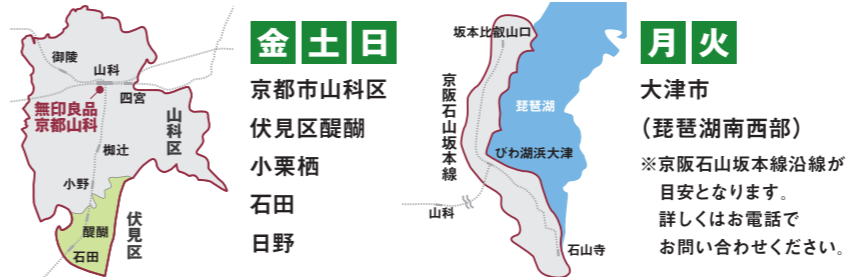 御陵
山科
四宮
無印良品
京都山科
山科区
椥辻
小野
伏見区
醍醐
石田
金 土 日
京都市山科区
伏見区醍醐
小栗栖
石田
日野
坂本比叡山口
京阪石山坂本線
琵琶湖
びわ湖浜大津
山科
石山寺
月 火
大津市
（琵琶湖南西部）
※京阪石山坂本線沿線が
目安となります。
詳しくはお電話で
お問い合わせください。